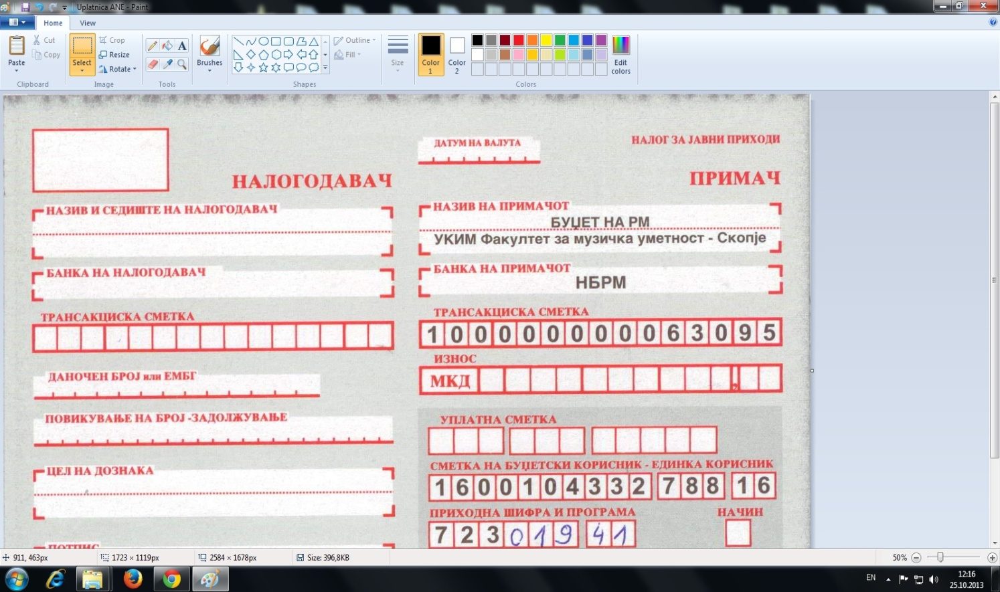 Uplatnica ANE - Paint
Home
View
Paste
Cut
Copy
Clipboard
Select
Crop
Resize
Rotate
Image
Tools
Brushes
Shapes
Outline
Fill
Size
Color 1
Color 2
Edit colors
Colors
НАЛОГОДАВАЧ
НАЗИВ И СЕДИШТЕ НА НАЛОГОДАВАЧ
БАНКА НА НАЛОГОДАВАЧ
ТРАНСАКЦИСКА СМЕТКА
ДАНОЧЕН БРОЈ или ЕМБГ
ПОВИКУВАЊЕ НА БРОЈ -ЗАДОЛЖУВАЊЕ
ЦЕЛ НА ДОЗНАКА
ПОТПИС
ДАТУМ НА ВАЛУТА
НАЛОГ ЗА ЈАВНИ ПРИХОДИ
ПРИМАЧ
НАЗИВ НА ПРИМАЧОТ
БУЏЕТ НА РМ
УКИМ Факултет за музичка уметност - Скопје
БАНКА НА ПРИМАЧОТ
НБРМ
ТРАНСАКЦИСКА СМЕТКА
100000000063095
ИЗНОС
МКД ,
УПЛАТНА СМЕТКА
СМЕТКА НА БУЏЕТСКИ КОРИСНИК - ЕДИНКА КОРИСНИК
1600104332 788 16
ПРИХОДНА ШИФРА И ПРОГРАМА
НАЧИН
723019 41
911, 463px
1723 × 1119px
2584 × 1678px
Size: 396,8KB
50%
EN
12:16
25.10.2013